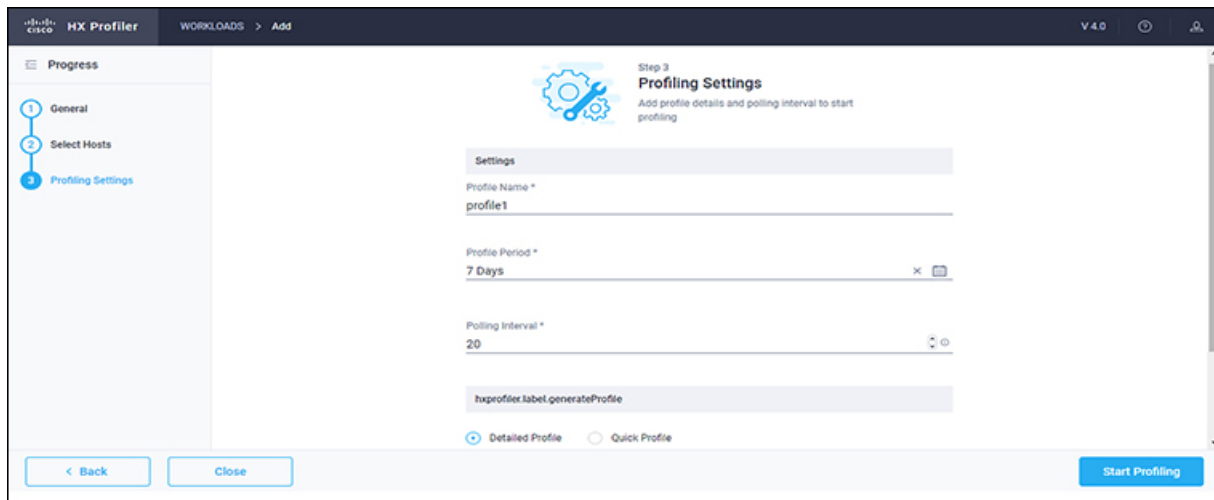 cisco HX Profiler WORKLOADS > Add V 4.0
Progress
1 General
2 Select Hosts
3 Profiling Settings
Step 3
Profiling Settings
Add profile details and polling interval to start
profiling
Settings
Profile Name *
profile1
Profile Period *
7 Days
Polling Interval *
20
hxprofiler.label.generateProfile
Detailed Profile Quick Profile
< Back Close Start Profiling